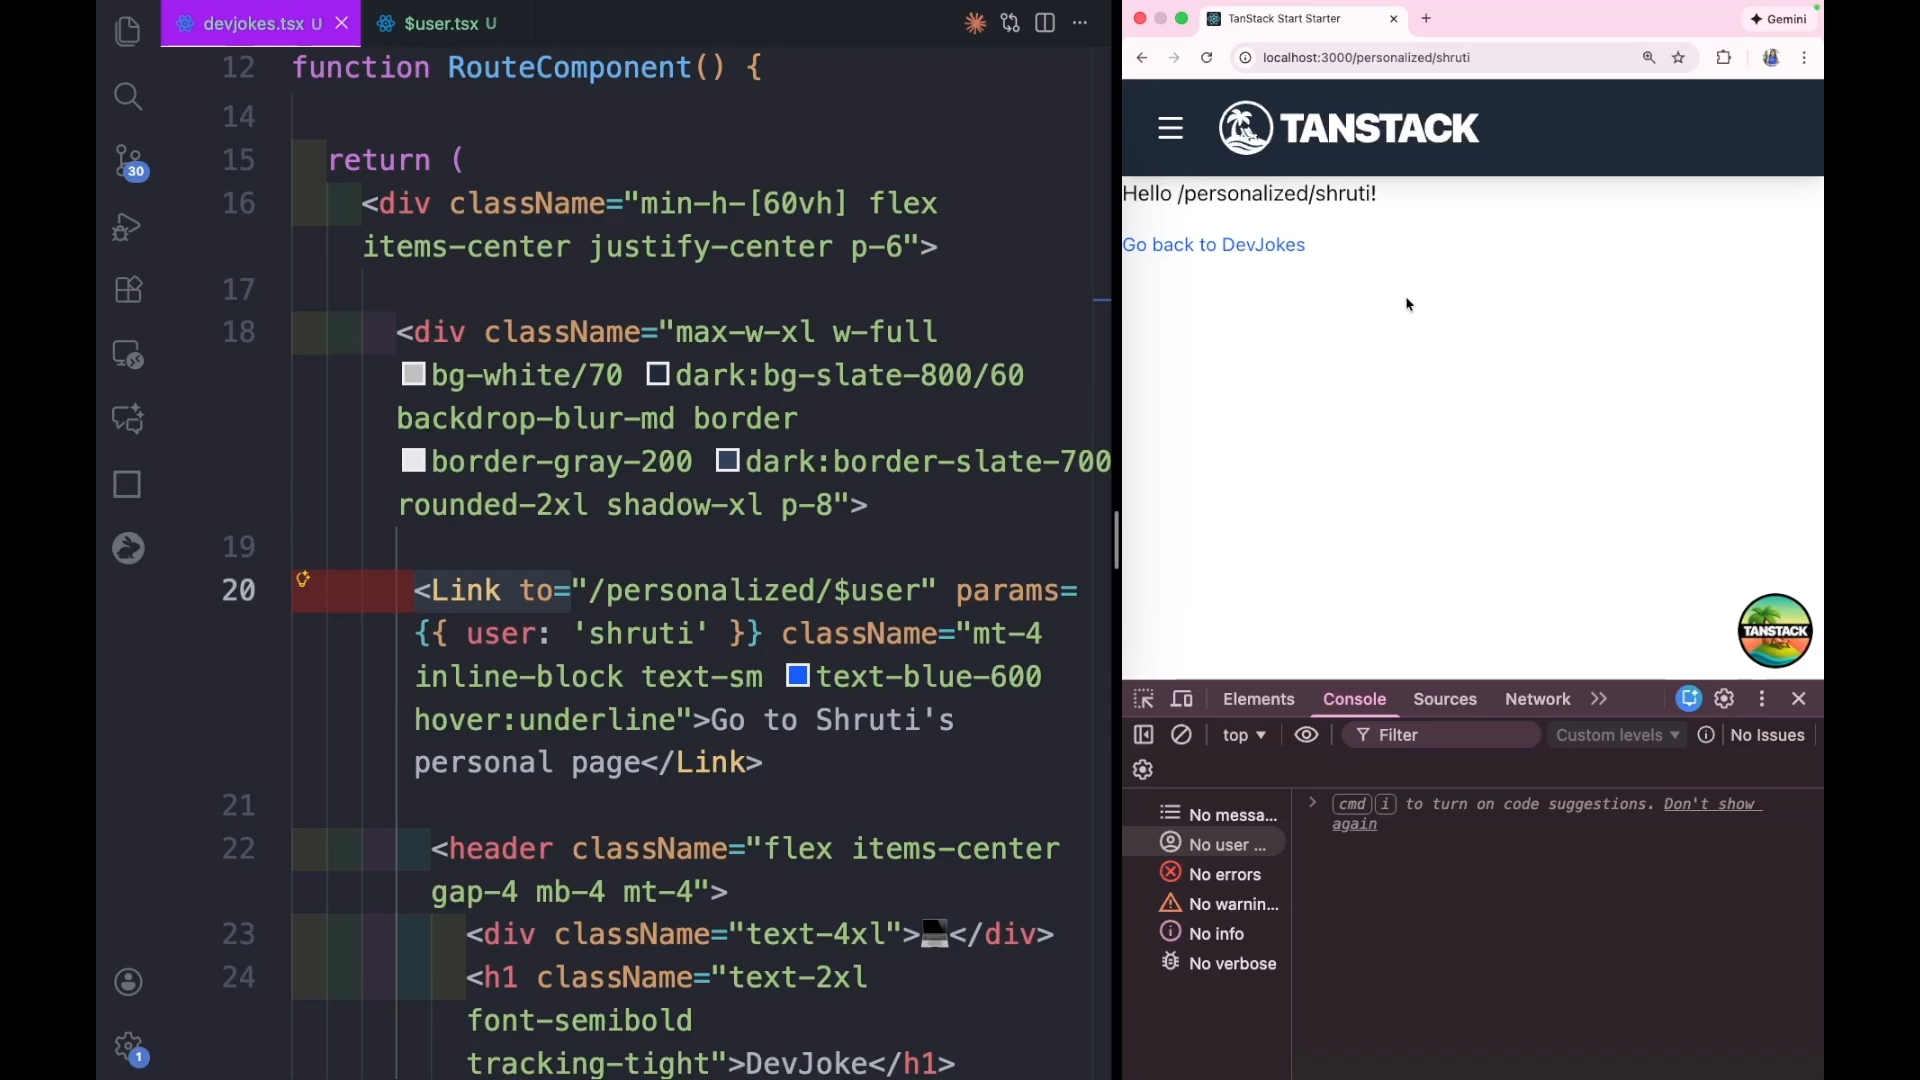 devjokes.tsx U
$user.tsx U
12 function RouteComponent() {
14
15 return (
16 <div className="min-h-[60vh] flex
items-center justify-center p-6">
17
18 <div className="max-w-xl w-full
bg-white/70 dark:bg-slate-800/60
backdrop-blur-md border
border-gray-200 dark:border-slate-700
rounded-2xl shadow-xl p-8">
19
20 <Link to="/personalized/$user" params=
{{ user: 'shruti' }} className="mt-4
inline-block text-sm text-blue-600
hover:underline">Go to Shruti's
personal page</Link>
21
22 <header className="flex items-center
gap-4 mb-4 mt-4">
23 <div className="text-4xl">💻</div>
24 <h1 className="text-2xl
font-semibold
tracking-tight">DevJoke</h1>
30
1
TanStack Start Starter
Gemini
localhost:3000/personalized/shruti
TANSTACK
Hello /personalized/shruti!
Go back to DevJokes
TANSTACK
Elements Console Sources Network
top Filter Custom levels No Issues
No messa...
No user ...
No errors
No warnin...
No info
No verbose
cmd i to turn on code suggestions. Don't show
again